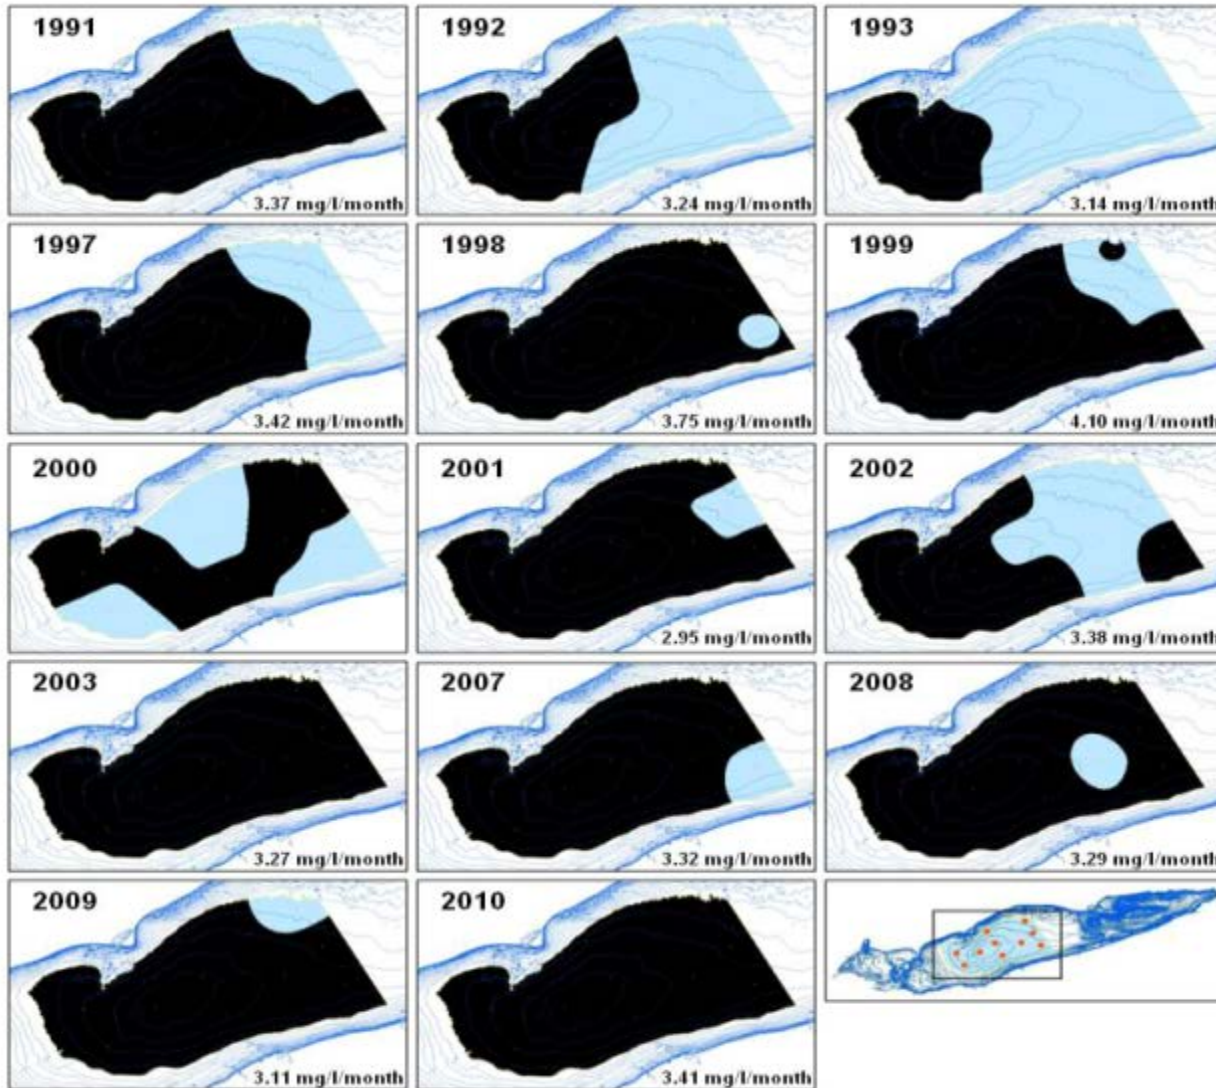 1991
3.37 mg/l/month
1992
3.24 mg/l/month
1993
3.14 mg/l/month
1997
3.42 mg/l/month
1998
3.75 mg/l/month
1999
4.10 mg/l/month
2000
2001
2.95 mg/l/month
2002
3.38 mg/l/month
2003
3.27 mg/l/month
2007
3.32 mg/l/month
2008
3.29 mg/l/month
2009
3.11 mg/l/month
2010
3.41 mg/l/month